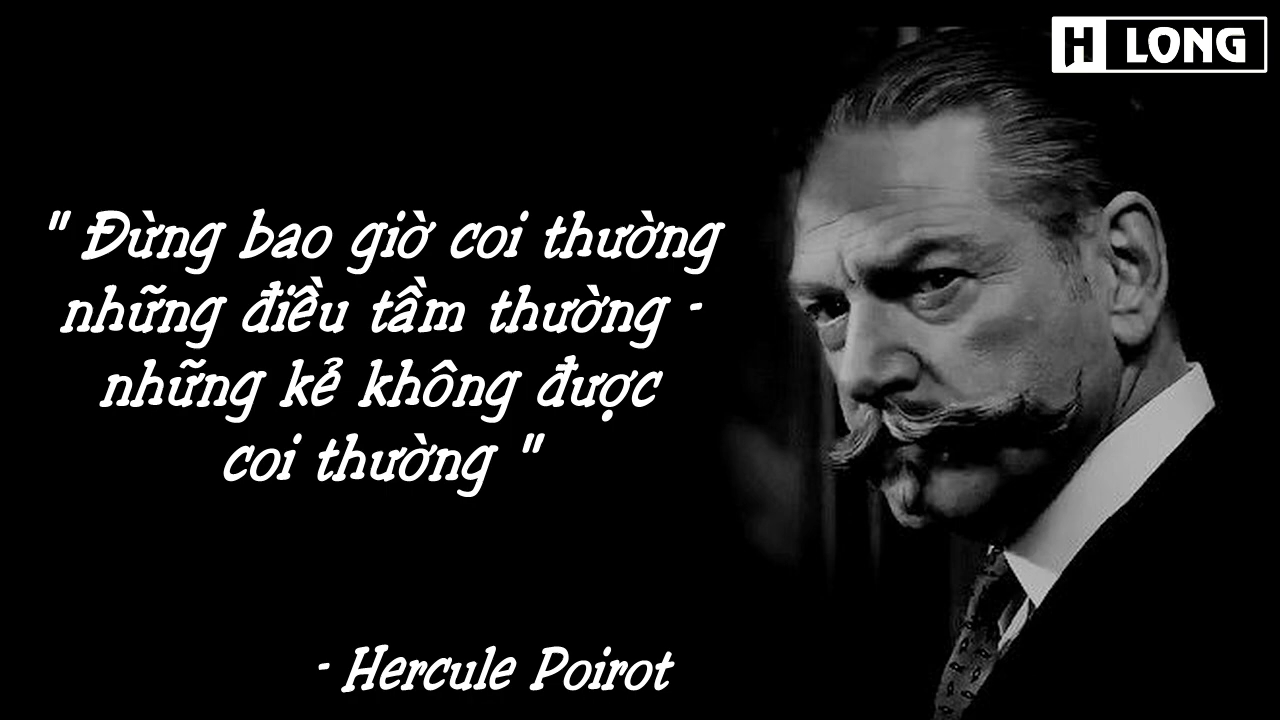 H LONG
" Đừng bao giờ coi thường
những điều tầm thường -
những kẻ không được
coi thường "
- Hercule Poirot